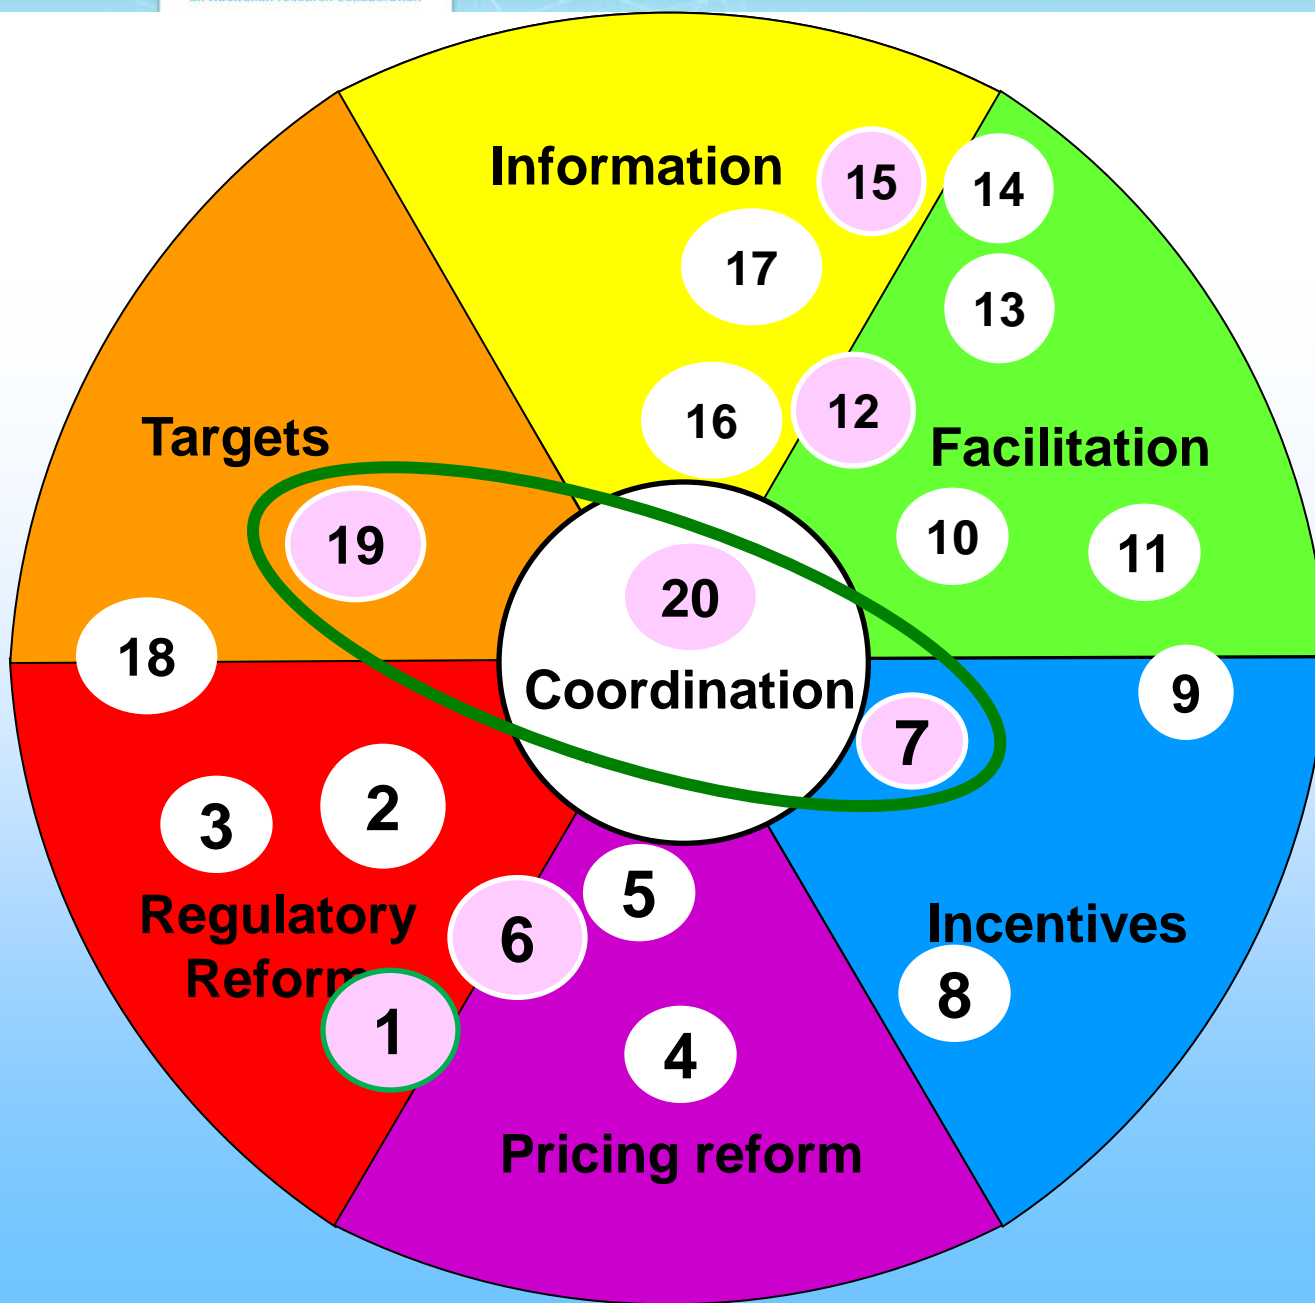 Information
15
14
17
13
16
12
Targets
Facilitation
19
10
11
20
18
Coordination
9
7
3
2
5
Regulatory
Reform
6
Incentives
1
8
4
Pricing reform